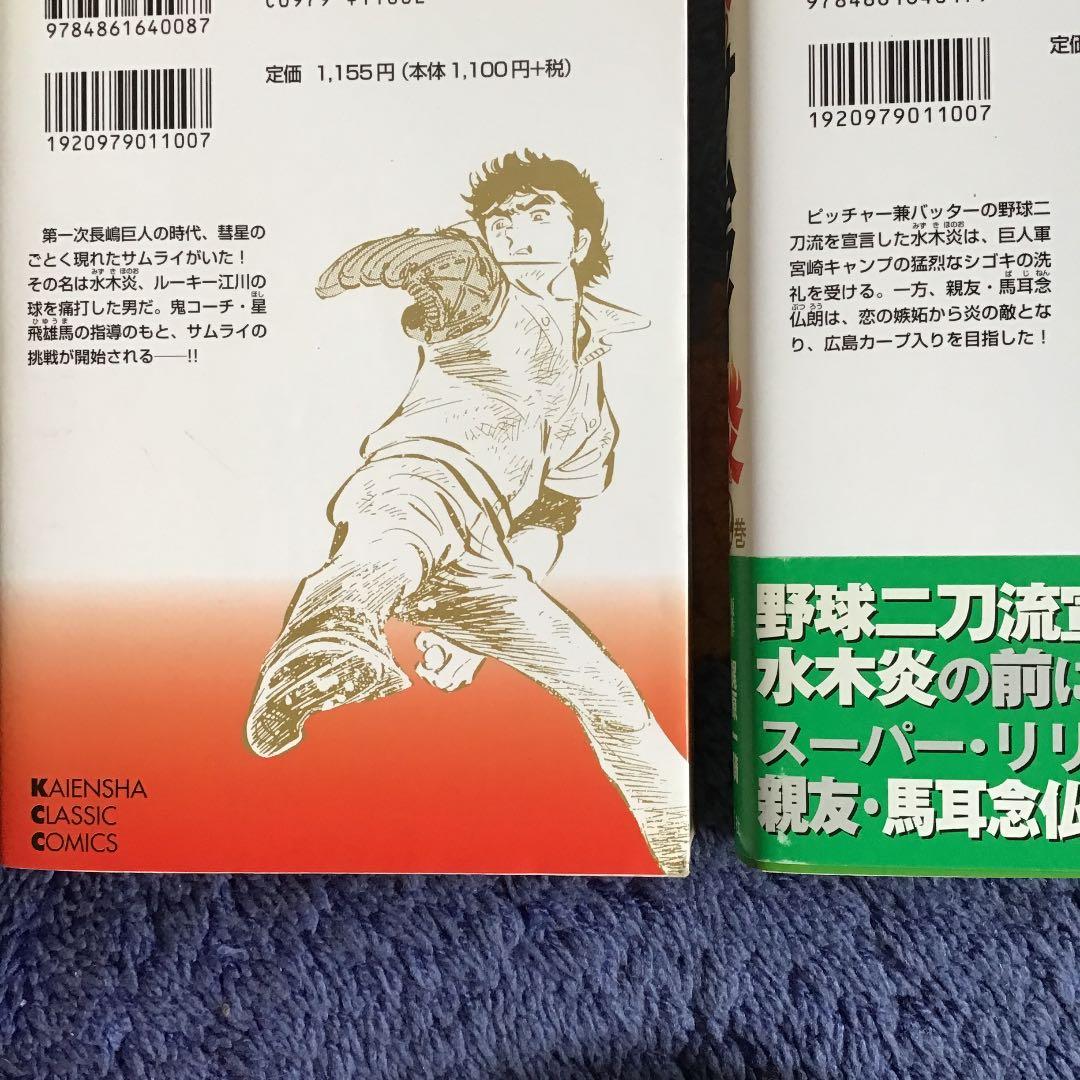 9784861640087
C0979 ¥1100E
定価 1,155円(本体1,100円+税)
1920979011007
第一次長嶋巨人の時代、彗星の
ごとく現れたサムライがいた!
その名は水木炎、ルーキー江川の
球を痛打した男だ。鬼コーチ・星
飛雄馬の指導のもと、サムライの
挑戦が開始される──!!
KAIENSHA
CLASSIC
COMICS
巻
定価
1920979011007
ピッチャー兼バッターの野球二
刀流を宣言した水木炎は、巨人軍
宮崎キャンプの猛烈なシゴキの洗
礼を受ける。一方、親友・馬耳念
仏朗は、恋の嫉妬から炎の敵とな
り、広島カープ入りを目指した!
野球二刀流宣
水木炎の前に
スーパー・リリ
親友・馬耳念仏